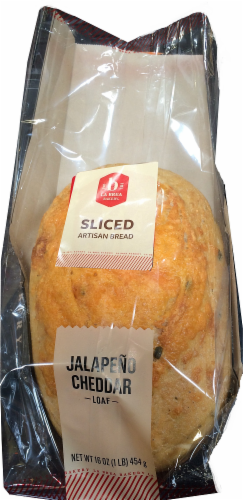 LA BREA
BAKERY
SLICED
ARTISAN BREAD
JALAPEÑO
CHEDDAR
LOAF
NET WT 16 OZ (1 LB) 454 g